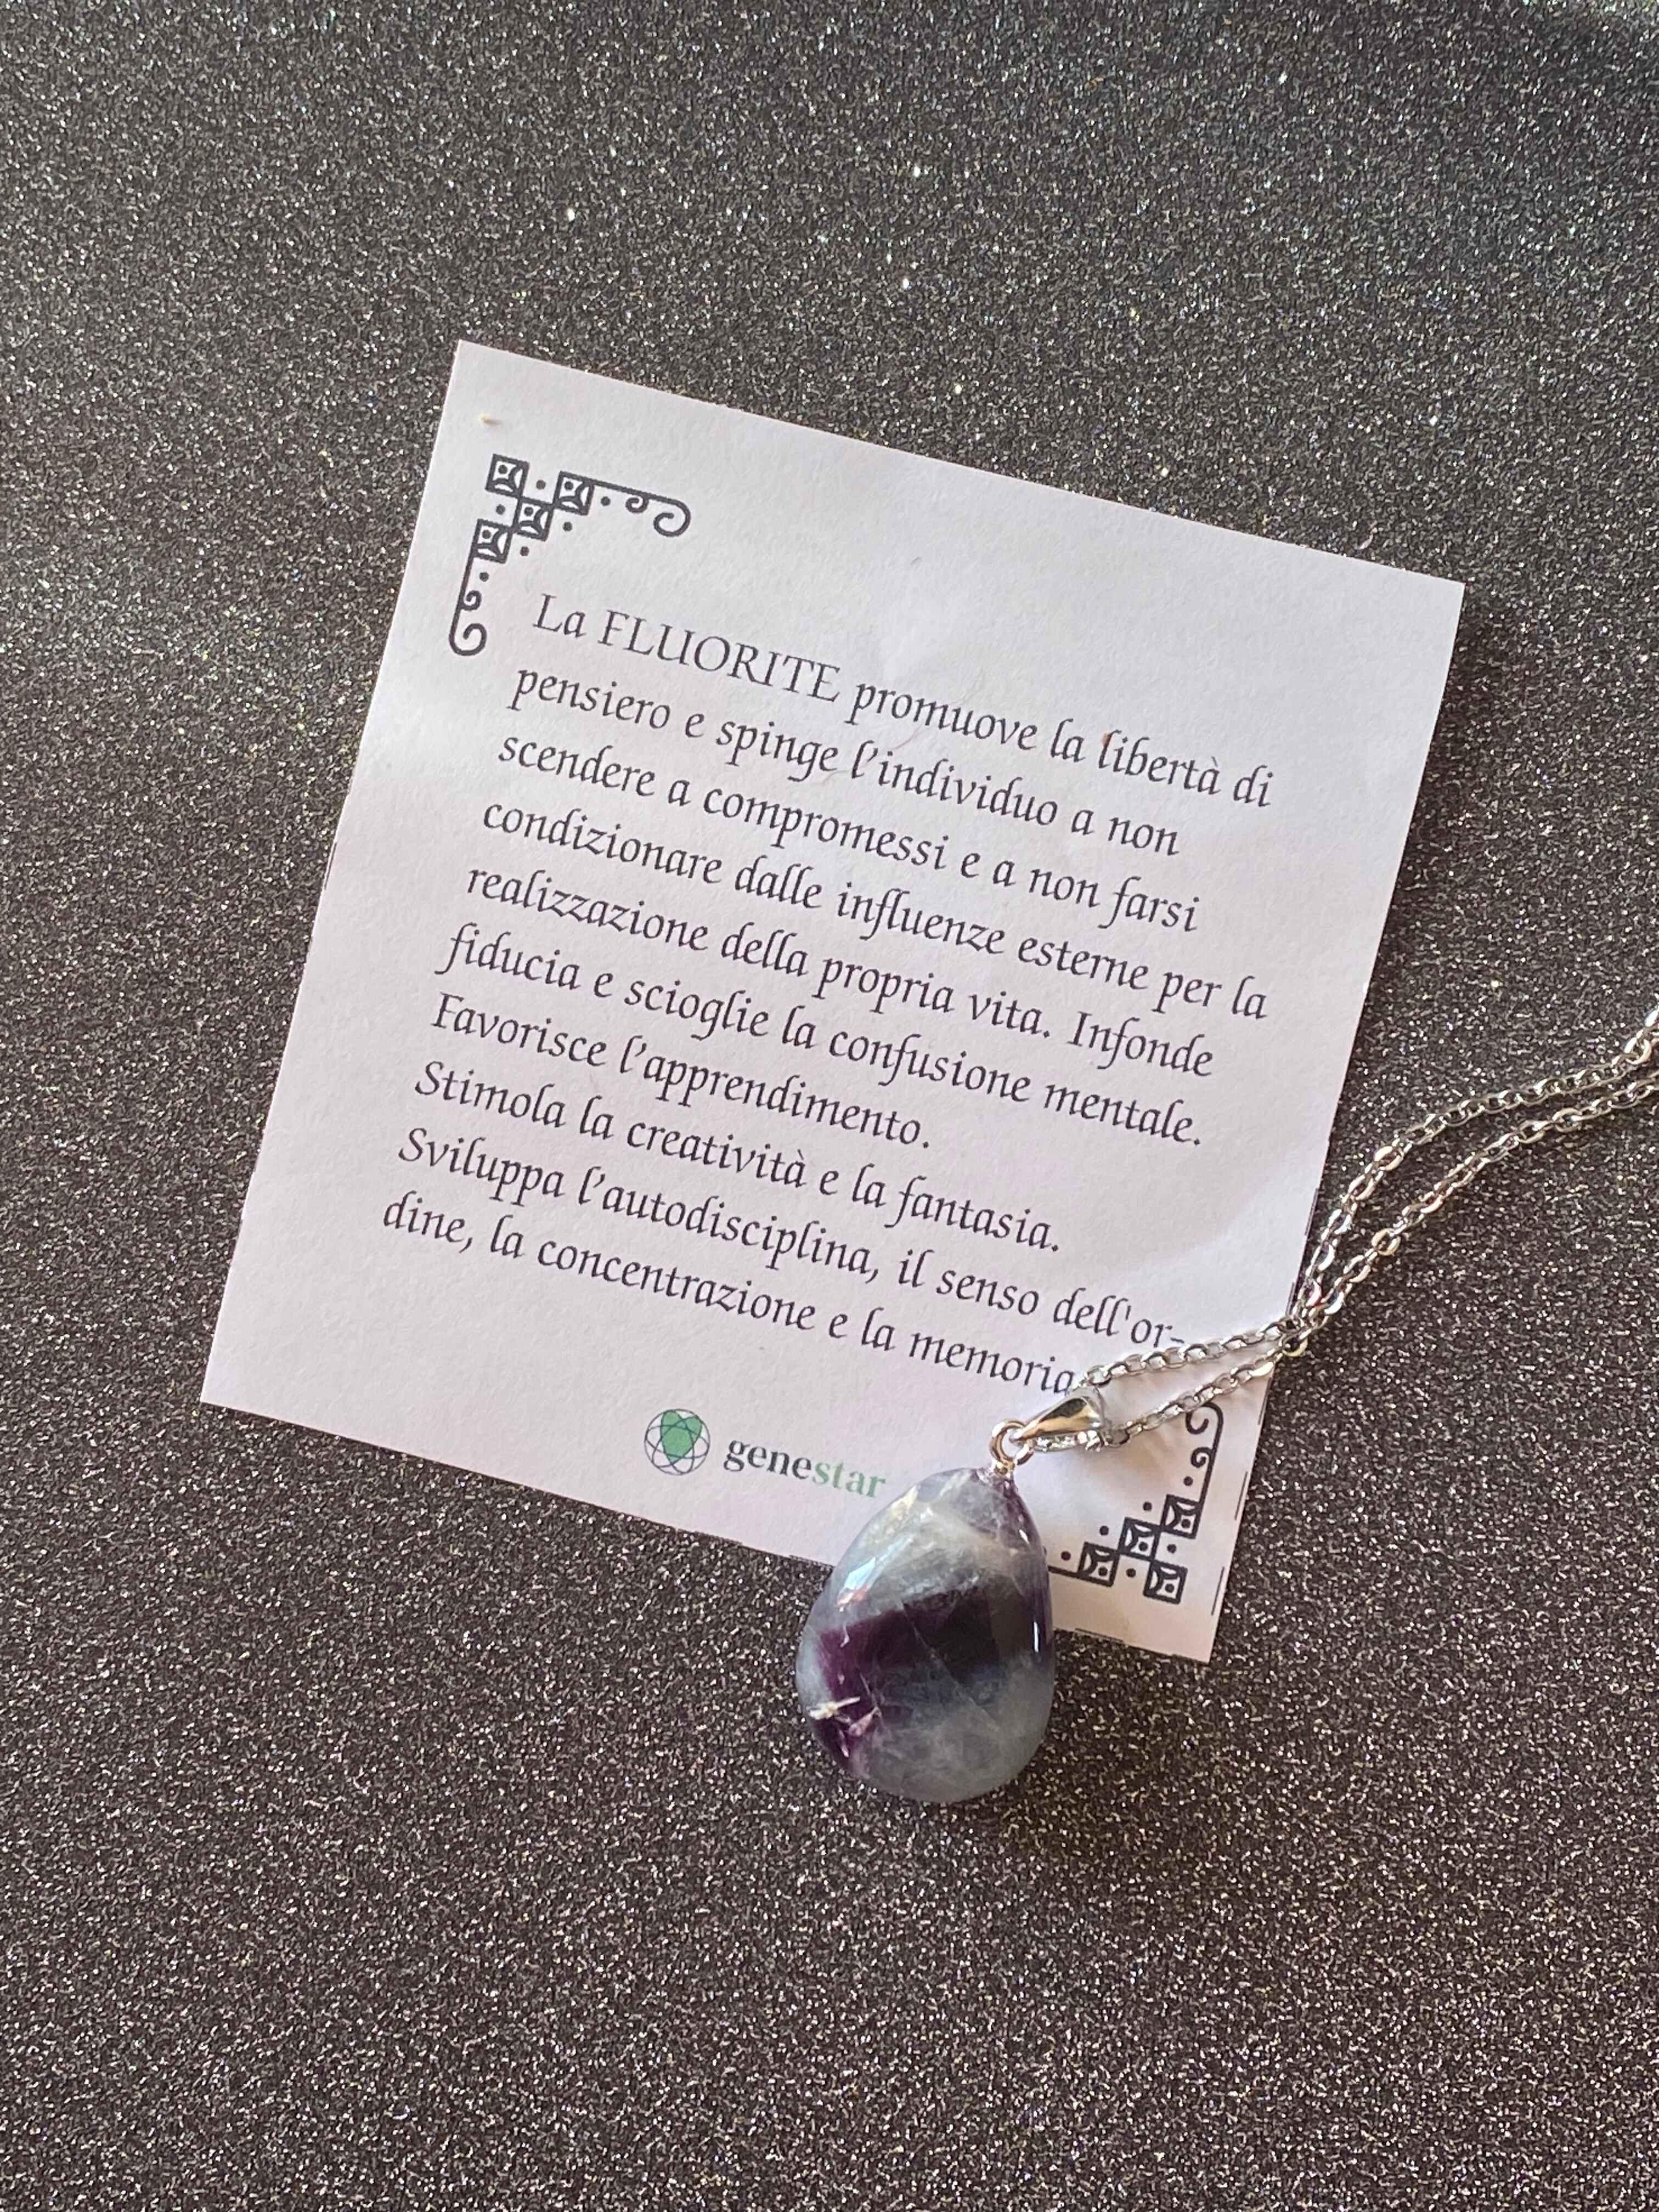 La FLUORITE promuove la libertà di
pensiero e spinge l'individuo a non
scendere a compromessi e a non farsi
condizionare dalle influenze esterne per la
realizzazione della propria vita. Infonde
fiducia e scioglie la confusione mentale.
Favorisce l'apprendimento.
Stimola la creatività e la fantasia.
Sviluppa l'autodisciplina, il senso dell'or-
dine, la concentrazione e la memoria
genestar